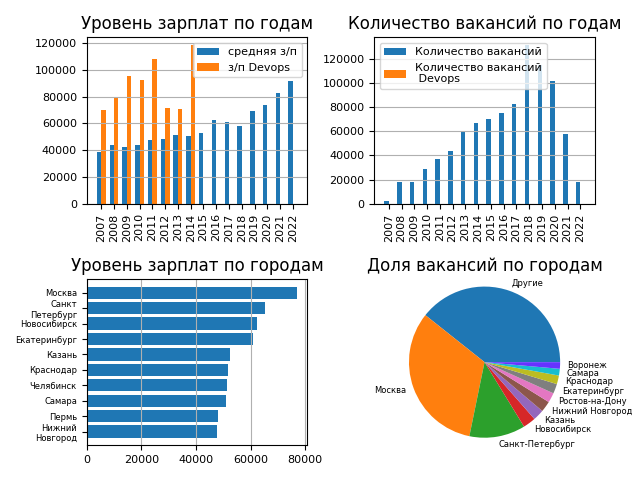 Уровень зарплат по годам
120000
100000
80000
60000
40000
20000
0
средняя з/п
з/п Devops
2007 2008 2009 2010 2011 2012 2013 2014 2015 2016 2017 2018 2019 2020 2021 2022
Количество вакансий по годам
120000
100000
80000
60000
40000
20000
0
Количество вакансий
Количество вакансий
Devops
2007 2008 2009 2010 2011 2012 2013 2014 2015 2016 2017 2018 2019 2020 2021 2022
Уровень зарплат по городам
Москва
Санкт
Петербург
Новосибирск
Екатеринбург
Казань
Краснодар
Челябинск
Самара
Пермь
Нижний
Новгород
0 20000 40000 60000 80000
Доля вакансий по городам
Другие
Москва
Санкт-Петербург
Новосибирск
Казань
Нижний Новгород
Ростов-на-Дону
Екатеринбург
Краснодар
Самара
Воронеж